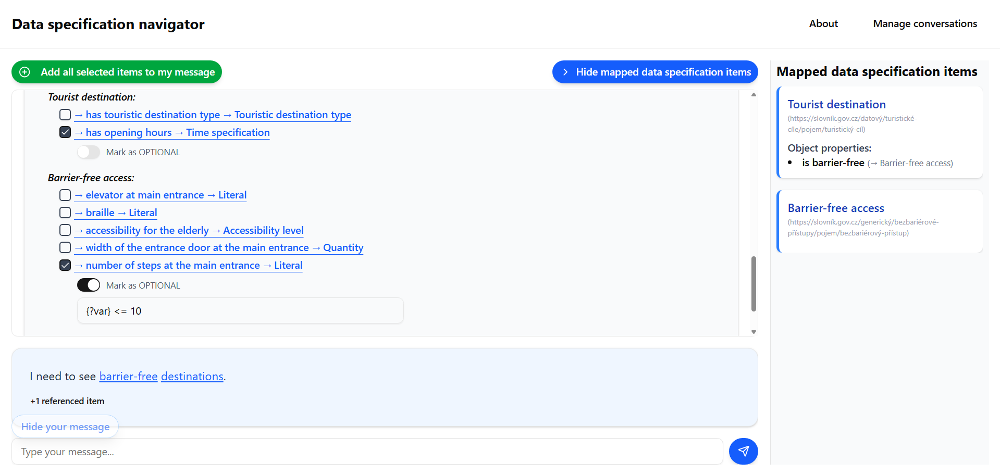 Data specification navigator
About
Manage conversations
Add all selected items to my message
Hide mapped data specification items
Tourist destination:
→ has touristic destination type → Touristic destination type
→ has opening hours → Time specification
Mark as OPTIONAL
Barrier-free access:
→ elevator at main entrance → Literal
→ braille → Literal
→ accessibility for the elderly → Accessibility level
→ width of the entrance door at the main entrance → Quantity
→ number of steps at the main entrance → Literal
Mark as OPTIONAL
{?var} <= 10
I need to see barrier-free destinations.
+1 referenced item
Hide your message
Type your message...
Mapped data specification items
Tourist destination
(https://slovník.gov.cz/datový/turistické-
cíle/pojem/turistický-cíl)
Object properties:
• is barrier-free (→ Barrier-free access)
Barrier-free access
(https://slovník.gov.cz/generický/bezbariérové-
přístupy/pojem/bezbariérový-přístup)